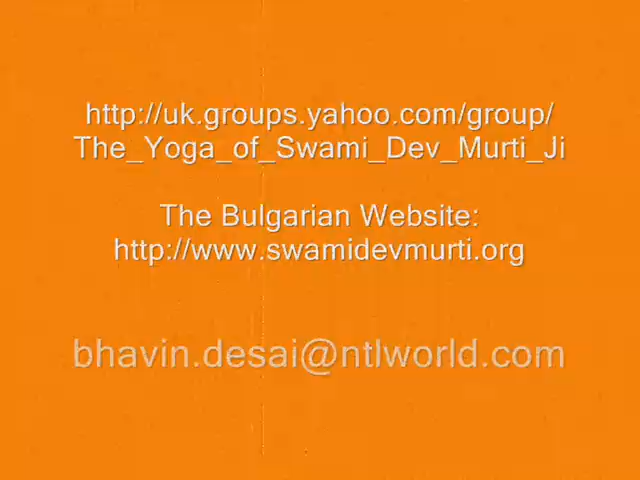 http://uk.groups.yahoo.com/group/
The_Yoga_of_Swami_Dev_Murti_Ji
The Bulgarian Website:
http://www.swamidevmurti.org
bhavin.desai@ntlworld.com